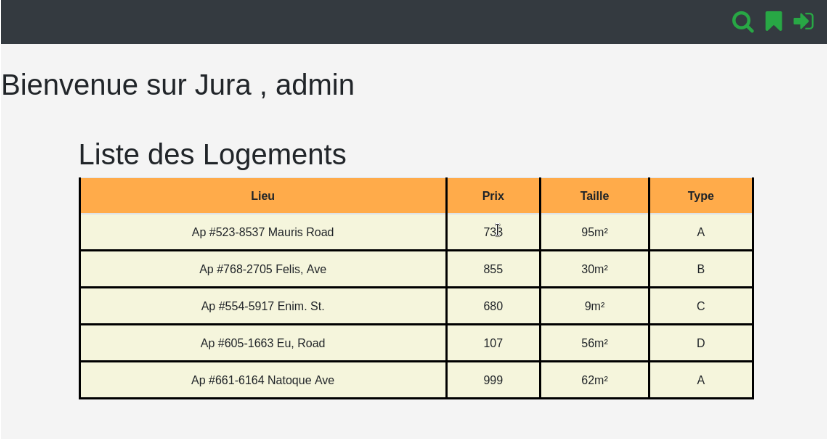 Bienvenue sur Jura , admin
Liste des Logements
Lieu Prix Taille Type
Ap #523-8537 Mauris Road 733 95m² A
Ap #768-2705 Felis, Ave 855 30m² B
Ap #554-5917 Enim. St. 680 9m² C
Ap #605-1663 Eu, Road 107 56m² D
Ap #661-6164 Natoque Ave 999 62m² A